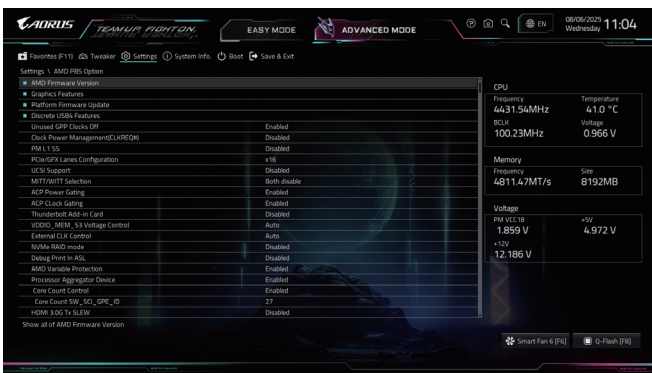 AORUS
TEAM UP. FIGHT ON.
EASY MODE
ADVANCED MODE
EN
08/06/2025
Wednesday
11:04
Favorites (F11) Tweaker Settings System Info. Boot Save & Exit
Settings \ AMD PBS Option
AMD Firmware Version
Graphics Features
Platform Firmware Update
Discrete USB4 Features
Unused GPP Clocks Off Enabled
Clock Power Management(CLKREQ#) Disabled
PM L1 SS Disabled
PCIe/GFX Lanes Configuration x16
UCSI Support Disabled
MITT/WITT Selection Both disable
ACP Power Gating Enabled
ACP CLock Gating Enabled
Thunderbolt Add-in Card Disabled
VDDIO_MEM_S3 Voltage Control Auto
External CLK Control Auto
NVMe RAID mode Disabled
Debug Print In ASL Disabled
AMD Variable Protection Enabled
Processor Aggregator Device Enabled
Core Count Control Enabled
Core Count SW_SCI_GPE_ID 27
HDMI 3.0G Tx SLEW Disabled
Show all of AMD Firmware Version
CPU
Frequency Temperature
4431.54MHz 41.0 °C
BCLK Voltage
100.23MHz 0.966 V
Memory
Frequency Size
4811.47MT/s 8192MB
Voltage
PM VCC18 +5V
1.859 V 4.972 V
+12V
12.186 V
Smart Fan 6 [F6] Q-Flash [F8]